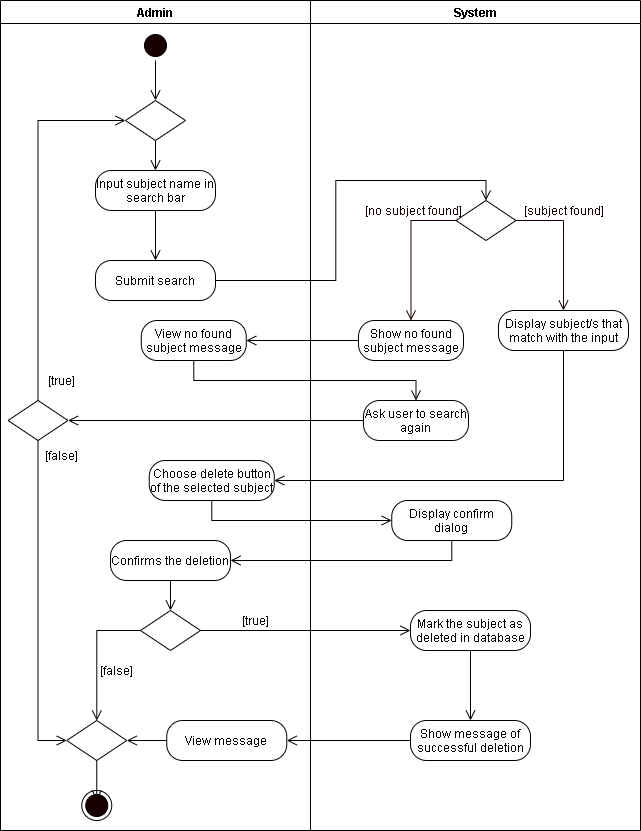 Admin
System
Input subject name in
search bar
[no subject found]
[subject found]
Submit search
Display subject/s that
match with the input
View no found
subject message
Show no found
subject message
[true]
Ask user to search
again
[false]
Choose delete button
of the selected subject
Display confirm
dialog
Confirms the deletion
[true]
Mark the subject as
deleted in database
[false]
View message
Show message of
successful deletion